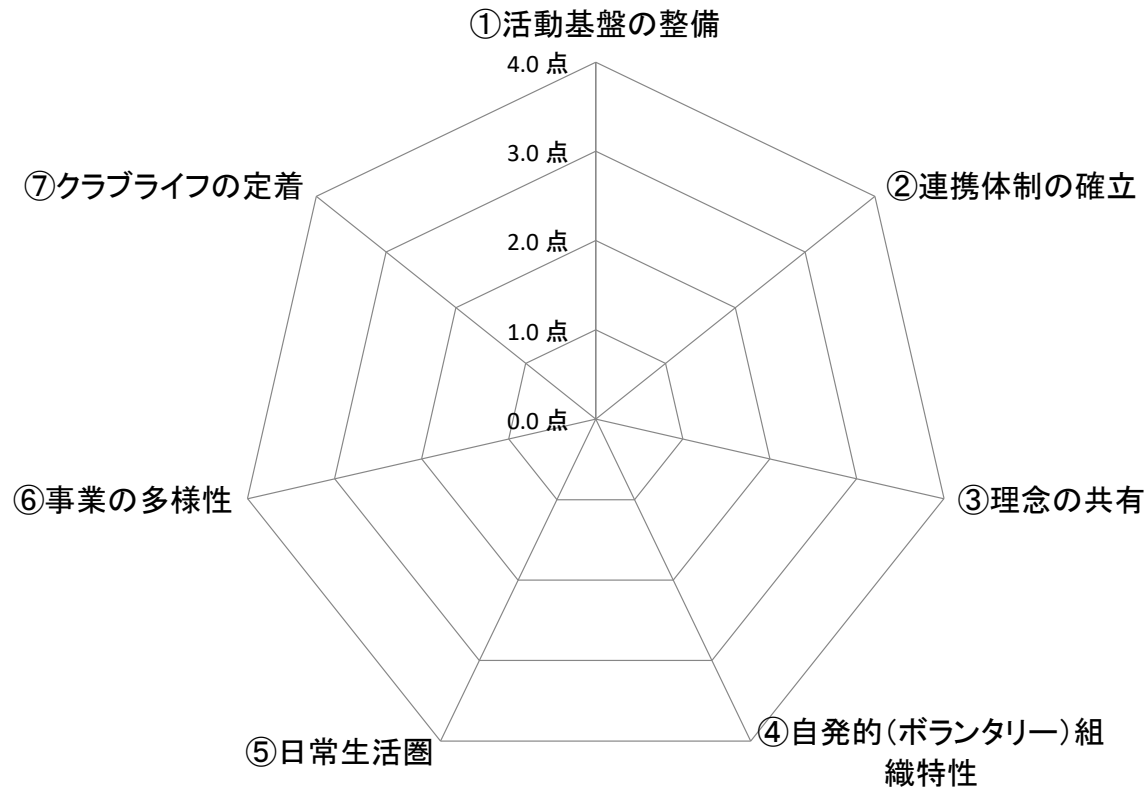 ①活動基盤の整備
4.0 点
3.0 点
⑦クラブライフの定着
②連携体制の確立
2.0 点
1.0 点
0.0 点
⑥事業の多様性
③理念の共有
④自発的(ボランタリー)組
織特性
⑤日常生活圏